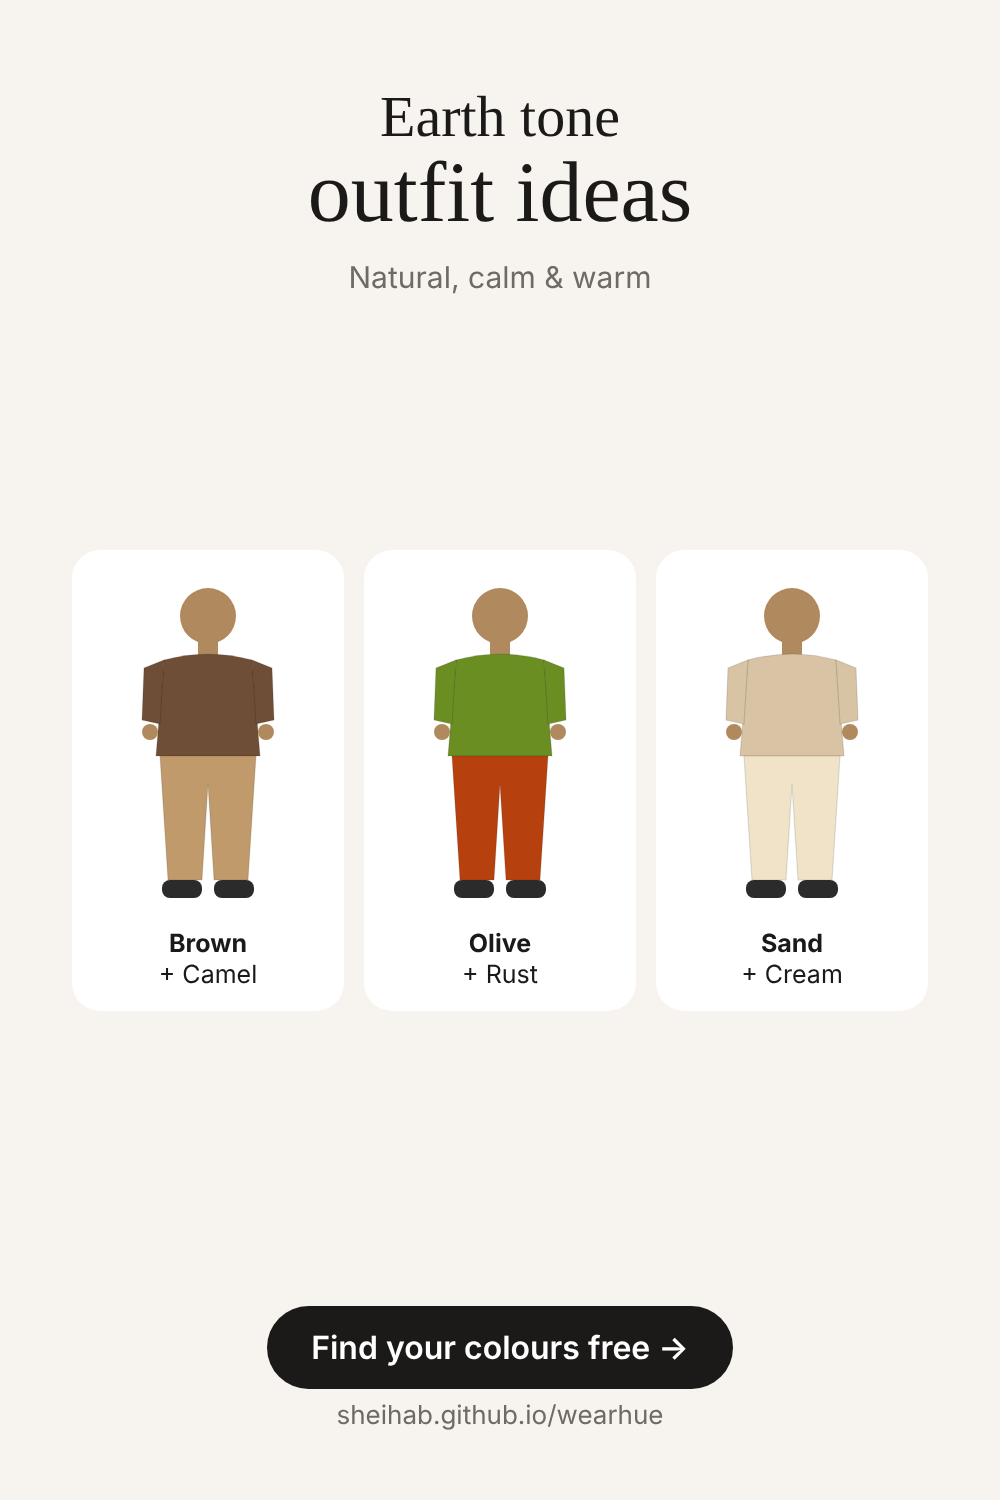 Earth tone
outfit ideas
Natural, calm & warm
Brown
+ Camel
Olive
+ Rust
Sand
+ Cream
Find your colours free →
sheihab.github.io/wearhue